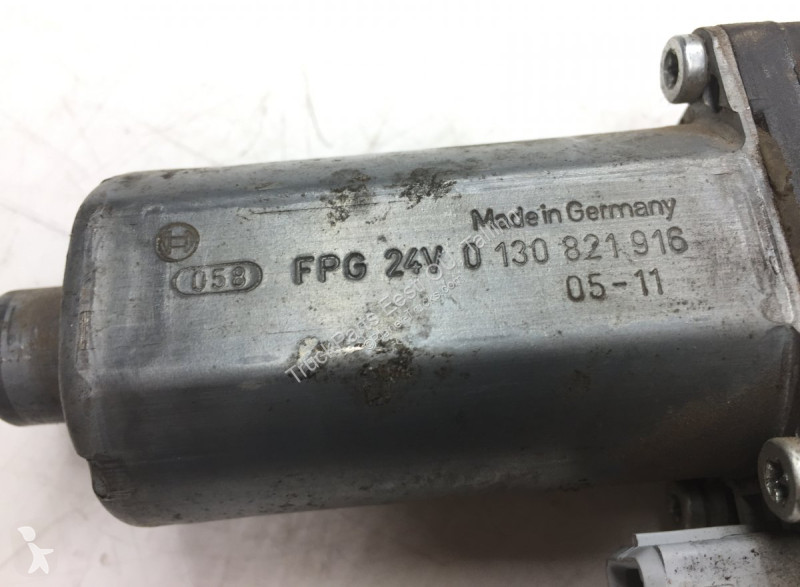 Made in Germany
058 FPG 24V 0 130 821 916
05-11